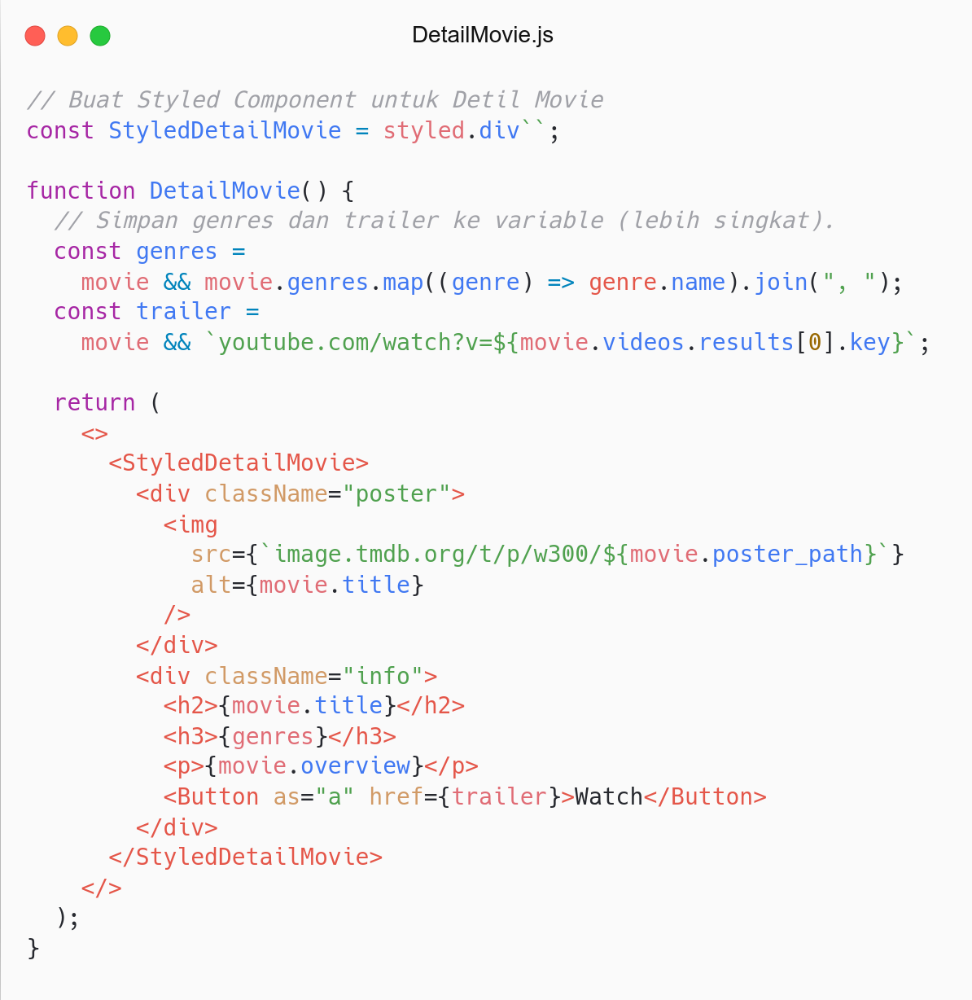 DetailMovie.js
// Buat Styled Component untuk Detil Movie
const StyledDetailMovie = styled.div``;
function DetailMovie() {
  // Simpan genres dan trailer ke variable (lebih singkat).
  const genres =
    movie && movie.genres.map((genre) => genre.name).join(", ");
  const trailer =
    movie && `youtube.com/watch?v=${movie.videos.results[0].key}`;
  return (
    <>
      <StyledDetailMovie>
        <div className="poster">
          <img
            src={`image.tmdb.org/t/p/w300/${movie.poster_path}`}
            alt={movie.title}
          />
        </div>
        <div className="info">
          <h2>{movie.title}</h2>
          <h3>{genres}</h3>
          <p>{movie.overview}</p>
          <Button as="a" href={trailer}>Watch</Button>
        </div>
      </StyledDetailMovie>
    </>
  );
}